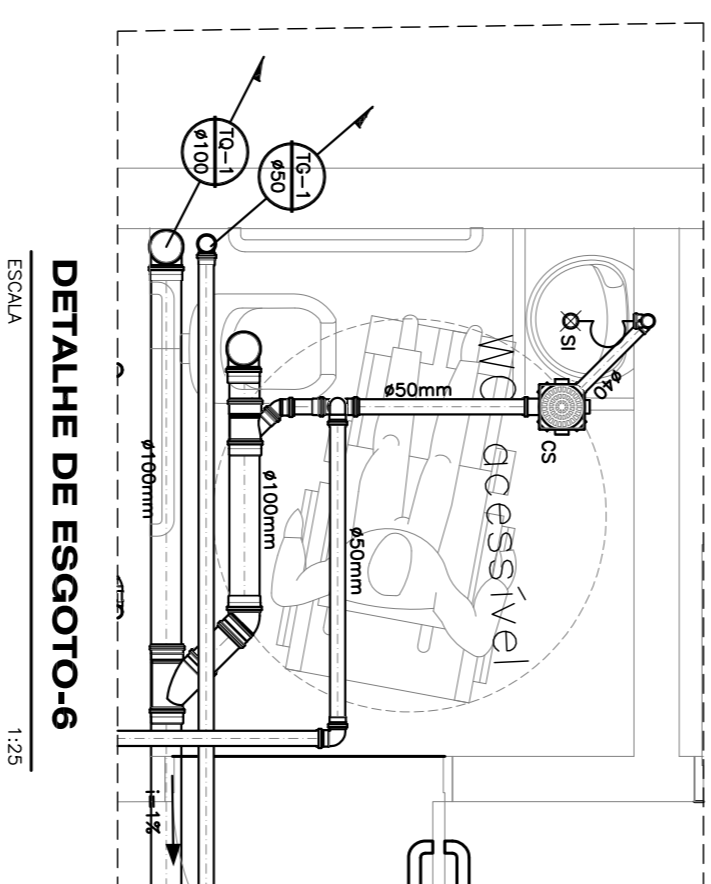 TQ-1
ø100
TG-1
ø50
SI
ø40
CS
ø50mm
Wc acessível
ø100mm
ø100mm
ø50mm
i=1%
DETALHE DE ESGOTO-6
ESCALA 1:25